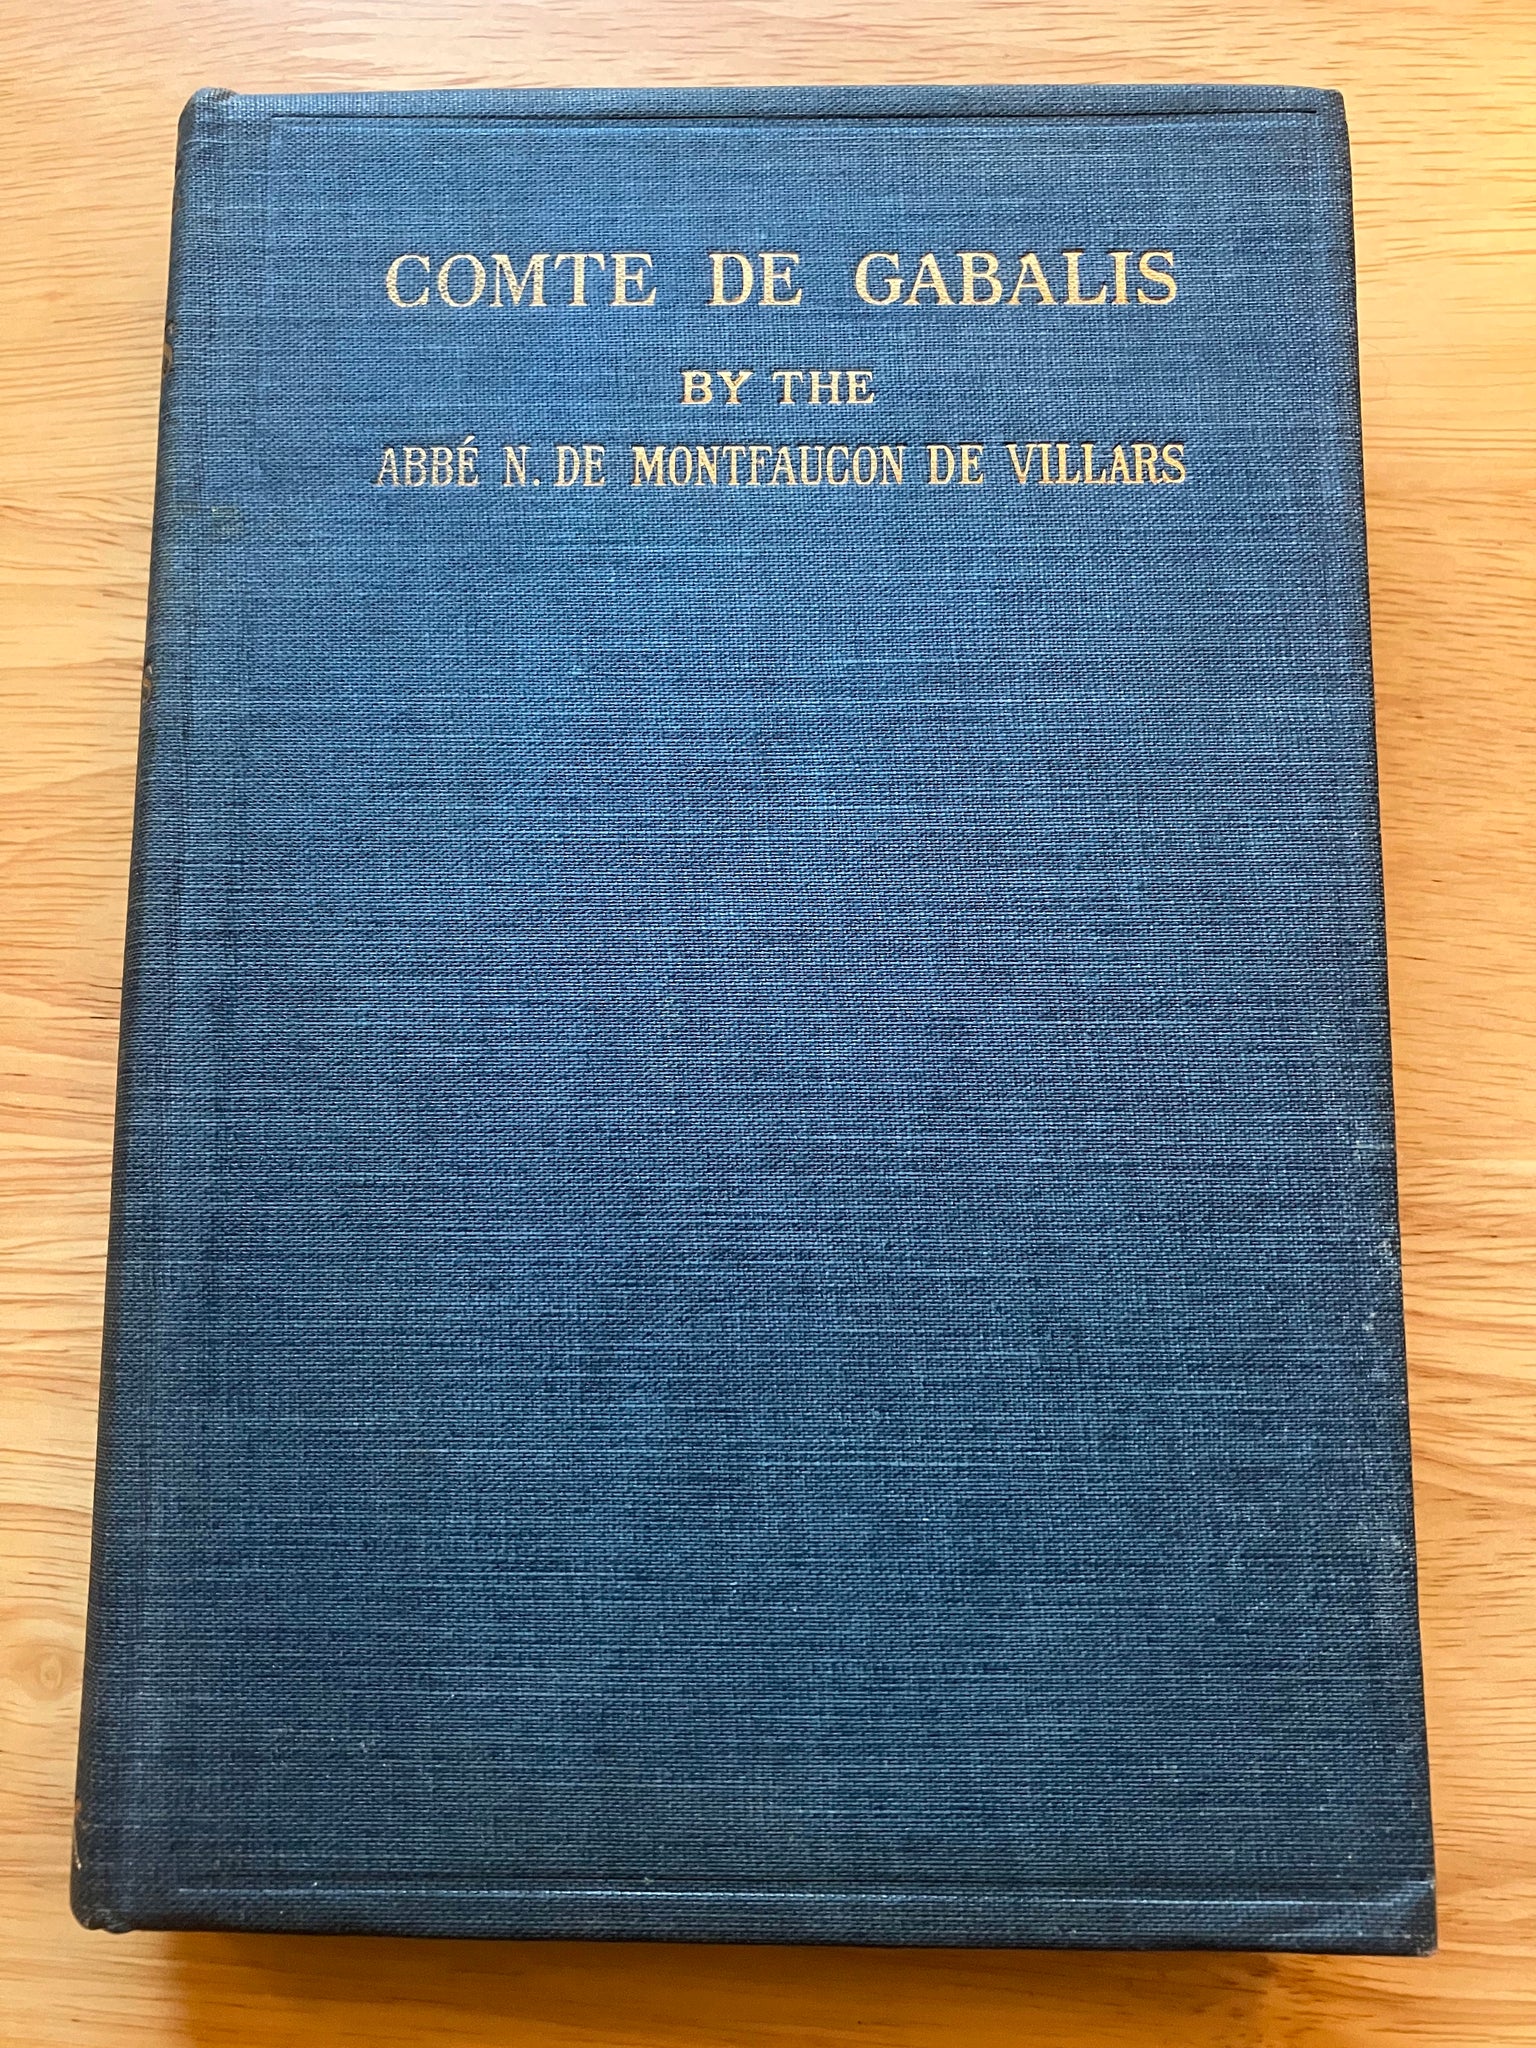 COMTE DE GABALIS
BY THE
ABBÉ N. DE MONTFAUCON DE VILLARS